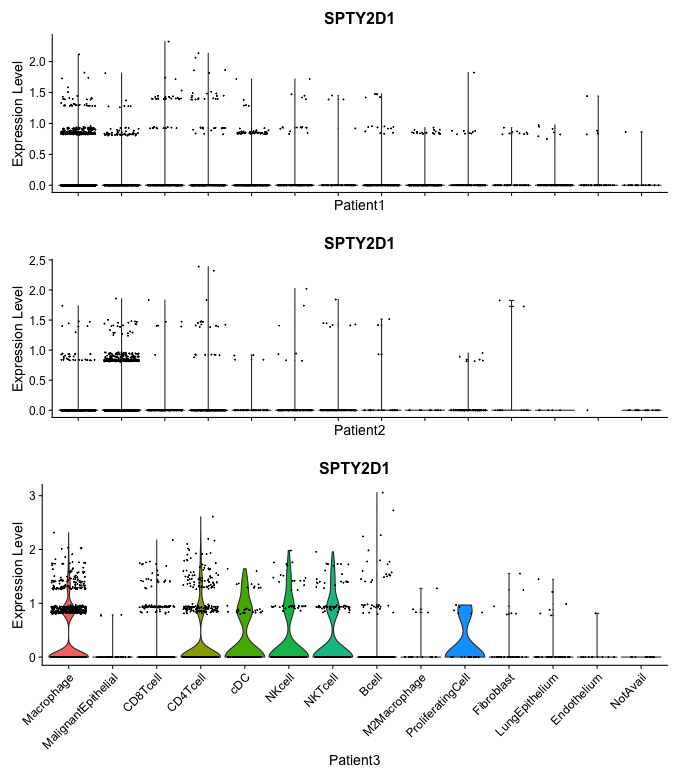 SPTY2D1
Expression Level
2.0
1.5
1.0
0.5
0.0
Patient1
SPTY2D1
Expression Level
2.5
2.0
1.5
1.0
0.5
0.0
Patient2
SPTY2D1
Expression Level
3
2
1
0
Macrophage
MalignantEpithelial
CD8Tcell
CD4Tcell
cDC
NKcell
NKTcell
Bcell
M2Macrophage
ProliferatingCell
Fibroblast
LungEpithelium
Endothelium
NotAvail
Patient3